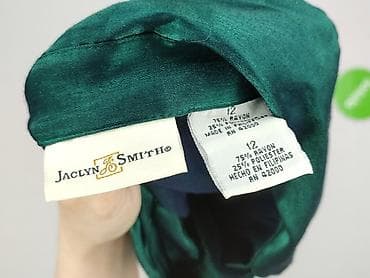 JACLYN JS SMITH©
12
75% RAYON
25% POLYESTER
MADE IN PHILIPPINES
RN 42000
12
75% RAYON
25% POLIESTER
HECHO EN FILIPINAS
RN 42000